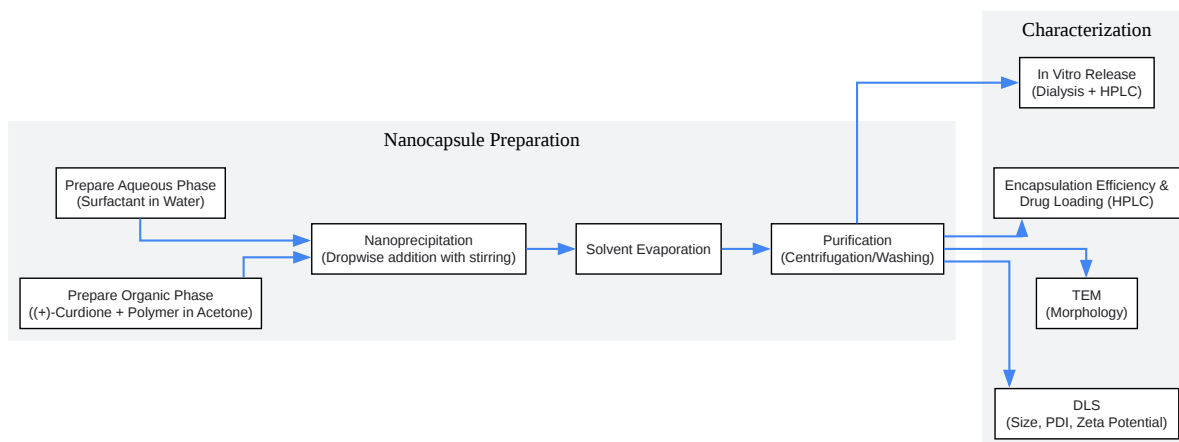 Characterization
In Vitro Release
(Dialysis + HPLC)
Nanocapsule Preparation
Prepare Aqueous Phase
(Surfactant in Water)
Encapsulation Efficiency &
Drug Loading (HPLC)
Nanoprecipitation
(Dropwise addition with stirring)
Solvent Evaporation
Purification
(Centrifugation/Washing)
Prepare Organic Phase
((+)-Curdione + Polymer in Acetone)
TEM
(Morphology)
DLS
(Size, PDI, Zeta Potential)